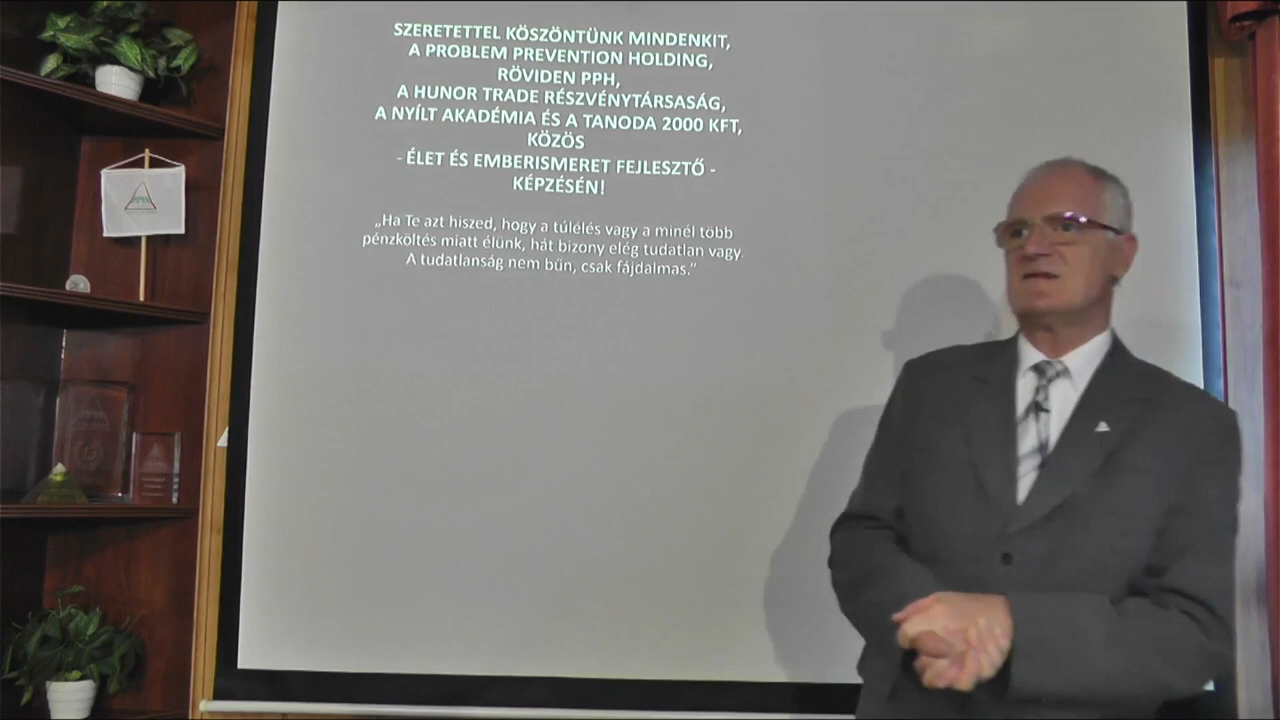 SZERETETTEL KÖSZÖNTÜNK MINDENKIT,
A PROBLEM PREVENTION HOLDING,
RÖVIDEN PPH,
A HUNOR TRADE RÉSZVÉNYTÁRSASÁG,
A NYÍLT AKADÉMIA ÉS A TANODA 2000 KFT,
KÖZÖS
- ÉLET ÉS EMBERISMERET FEJLESZTŐ -
KÉPZÉSÉN!
„Ha Te azt hiszed, hogy a túlélés vagy a minél több
pénzköltés miatt élünk, hát bizony elég tudatlan vagy.
A tudatlanság nem bűn, csak fájdalmas.”